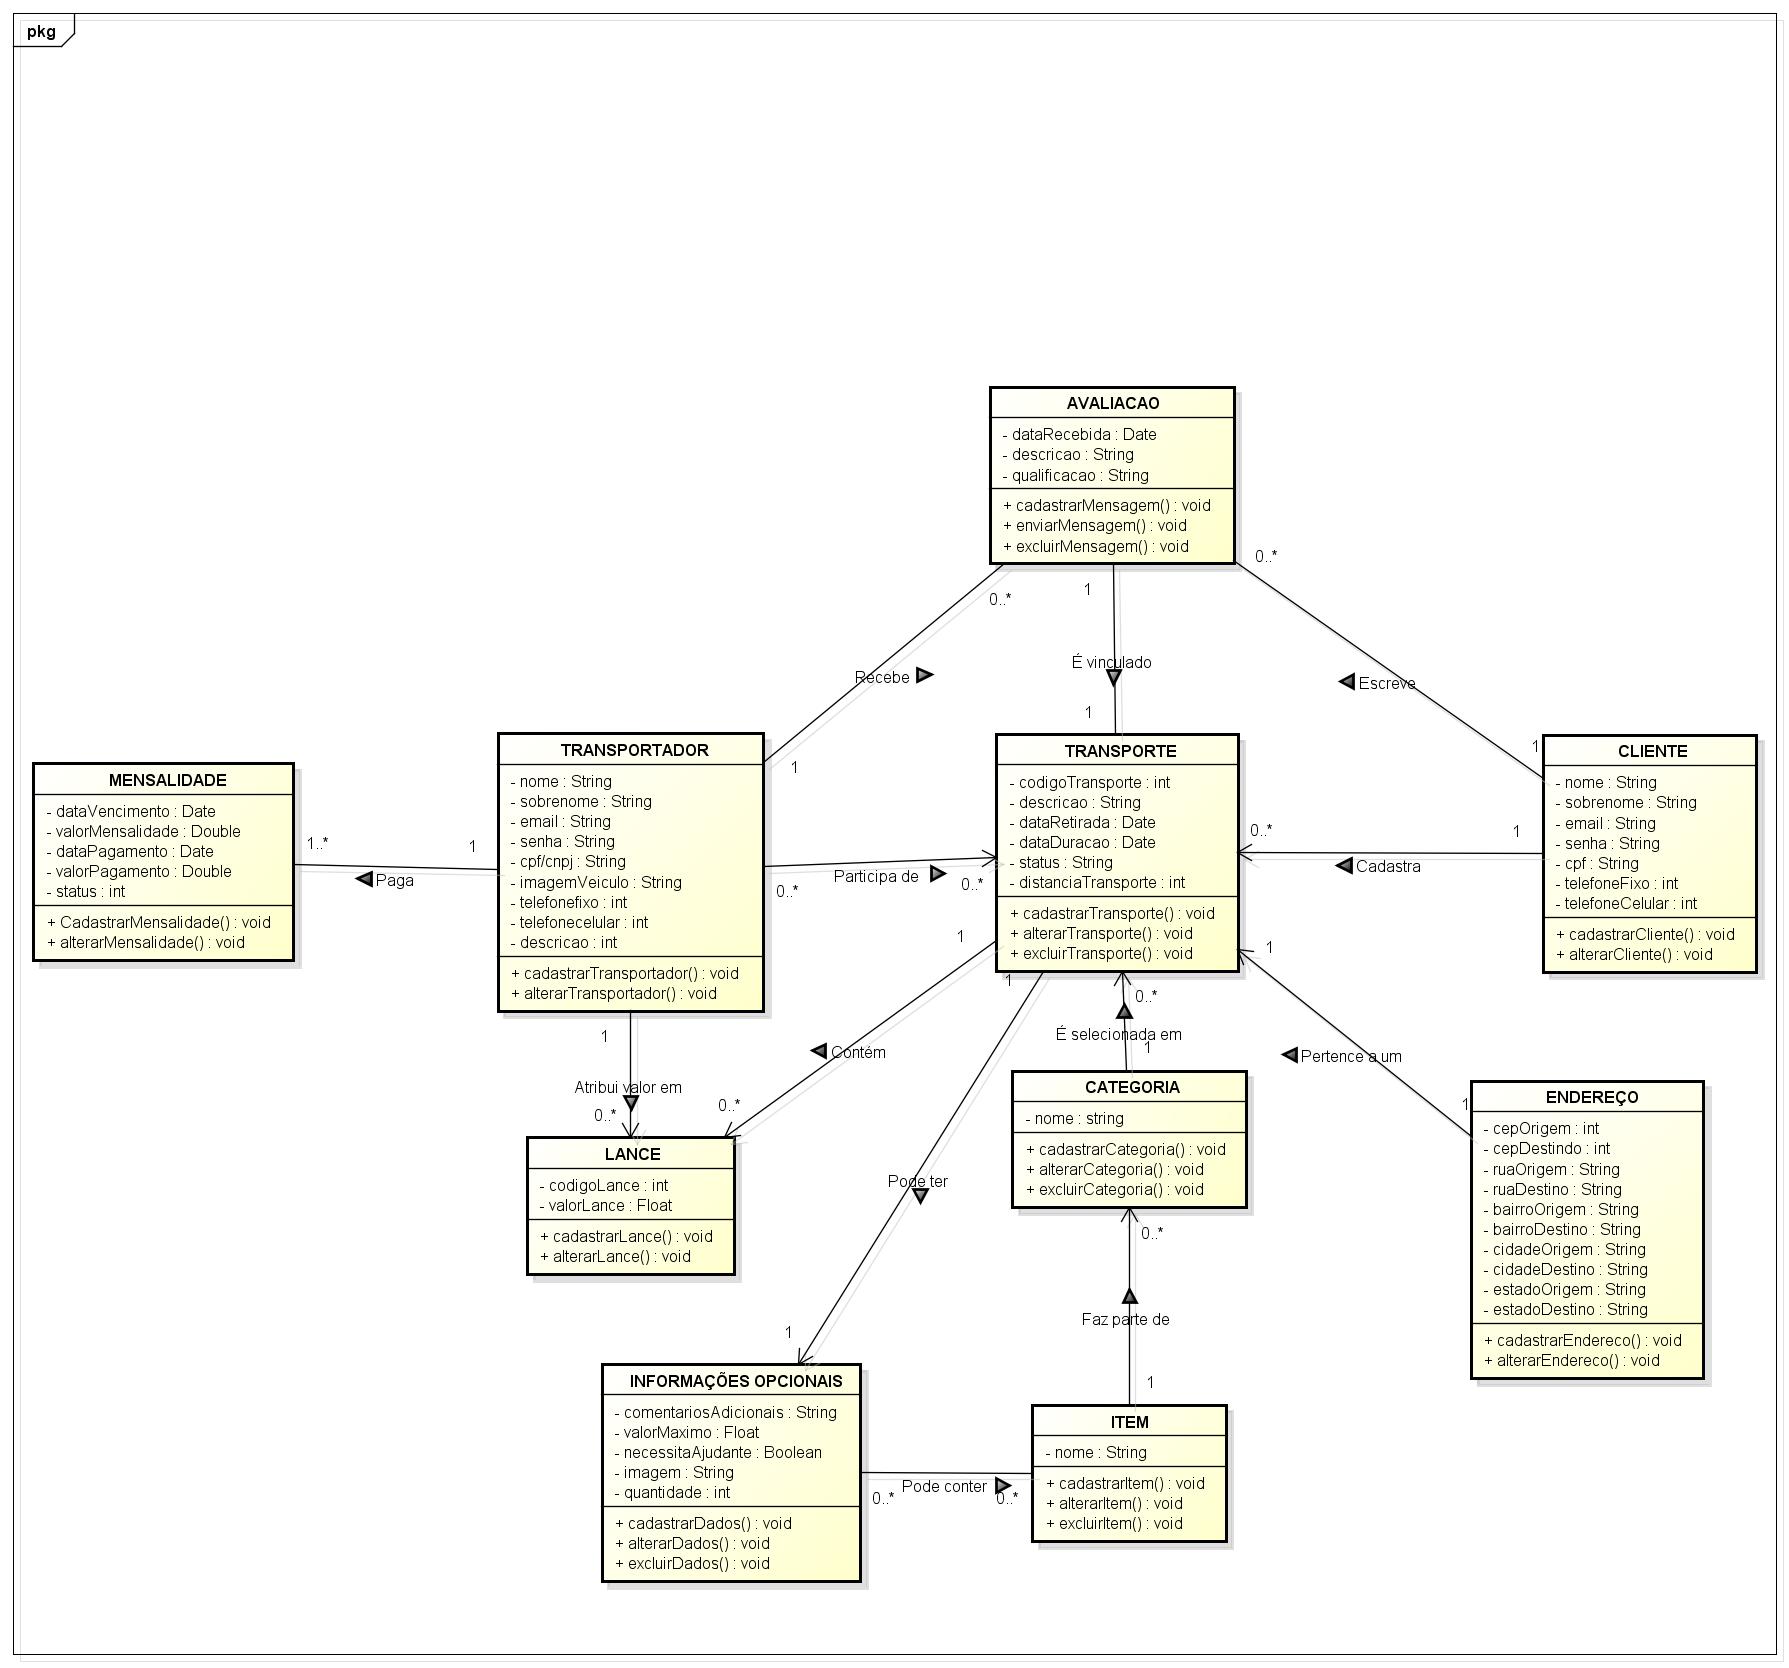 pkg
AVALIACAO
- dataRecebida : Date
- descricao : String
- qualificacao : String
+ cadastrarMensagem() : void
+ enviarMensagem() : void
+ excluirMensagem() : void
0..*
0..*
1
É vinculado
Recebe
Escreve
1
1
1
MENSALIDADE
- dataVencimento : Date
- valorMensalidade : Double
- dataPagamento : Date
- valorPagamento : Double
- status : int
+ CadastrarMensalidade() : void
+ alterarMensalidade() : void
1..*
1
Paga
TRANSPORTADOR
- nome : String
- sobrenome : String
- email : String
- senha : String
- cpf/cnpj : String
- imagemVeiculo : String
- telefonefixo : int
- telefonecelular : int
- descricao : int
+ cadastrarTransportador() : void
+ alterarTransportador() : void
0..*
Participa de
0..*
TRANSPORTE
- codigoTransporte : int
- descricao : String
- dataRetirada : Date
- dataDuracao : Date
- status : String
- distanciaTransporte : int
+ cadastrarTransporte() : void
+ alterarTransporte() : void
+ excluirTransporte() : void
0..*
1
Cadastra
CLIENTE
- nome : String
- sobrenome : String
- email : String
- senha : String
- cpf : String
- telefoneFixo : int
- telefoneCelular : int
+ cadastrarCliente() : void
+ alterarCliente() : void
1
1
1
1
0..*
É selecionada em
1
Contém
Pertence a um
1
Atribui valor em
0..*
0..*
LANCE
- codigoLance : int
- valorLance : Float
+ cadastrarLance() : void
+ alterarLance() : void
Pode ter
1
CATEGORIA
- nome : string
+ cadastrarCategoria() : void
+ alterarCategoria() : void
+ excluirCategoria() : void
0..*
Faz parte de
1
ENDEREÇO
- cepOrigem : int
- cepDestindo : int
- ruaOrigem : String
- ruaDestino : String
- bairroOrigem : String
- bairroDestino : String
- cidadeOrigem : String
- cidadeDestino : String
- estadoOrigem : String
- estadoDestino : String
+ cadastrarEndereco() : void
+ alterarEndereco() : void
INFORMAÇÕES OPCIONAIS
- comentariosAdicionais : String
- valorMaximo : Float
- necessitaAjudante : Boolean
- imagem : String
- quantidade : int
+ cadastrarDados() : void
+ alterarDados() : void
+ excluirDados() : void
0..*
Pode conter
0..*
ITEM
- nome : String
+ cadastrarItem() : void
+ alterarItem() : void
+ excluirItem() : void